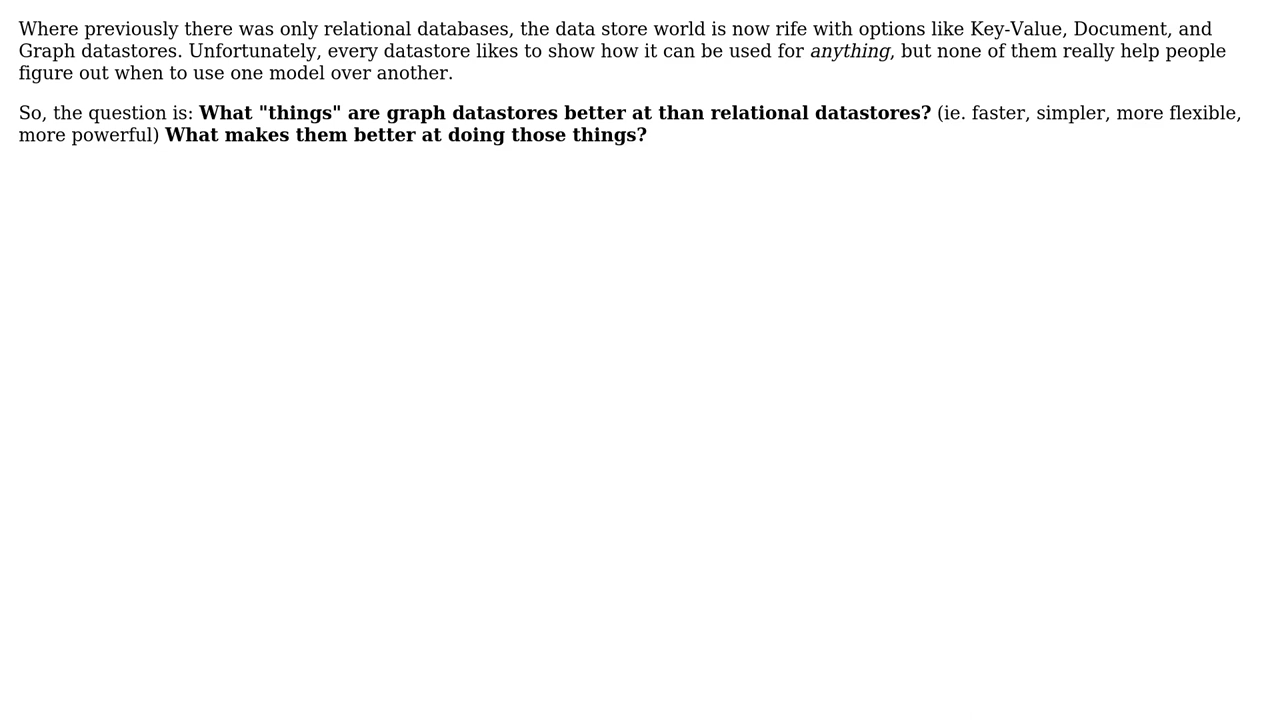 Where previously there was only relational databases, the data store world is now rife with options like Key-Value, Document, and
Graph datastores. Unfortunately, every datastore likes to show how it can be used for anything, but none of them really help people
figure out when to use one model over another.
So, the question is: What "things" are graph datastores better at than relational datastores? (ie. faster, simpler, more flexible,
more powerful) What makes them better at doing those things?